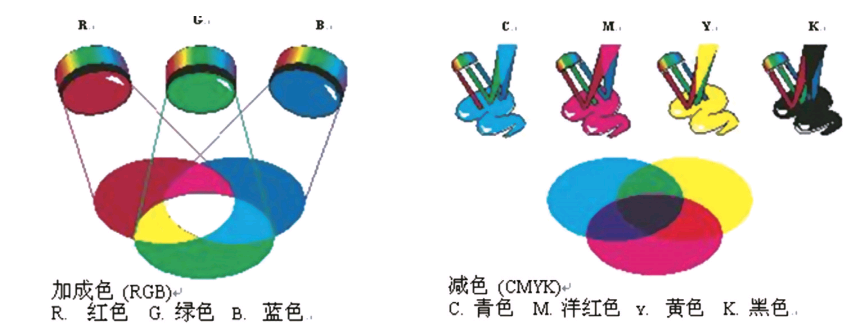 R G B
C M Y K
加成色 (RGB)
R. 红色 G. 绿色 B. 蓝色
减色 (CMYK)
C. 青色 M. 洋红色 Y. 黄色 K. 黑色